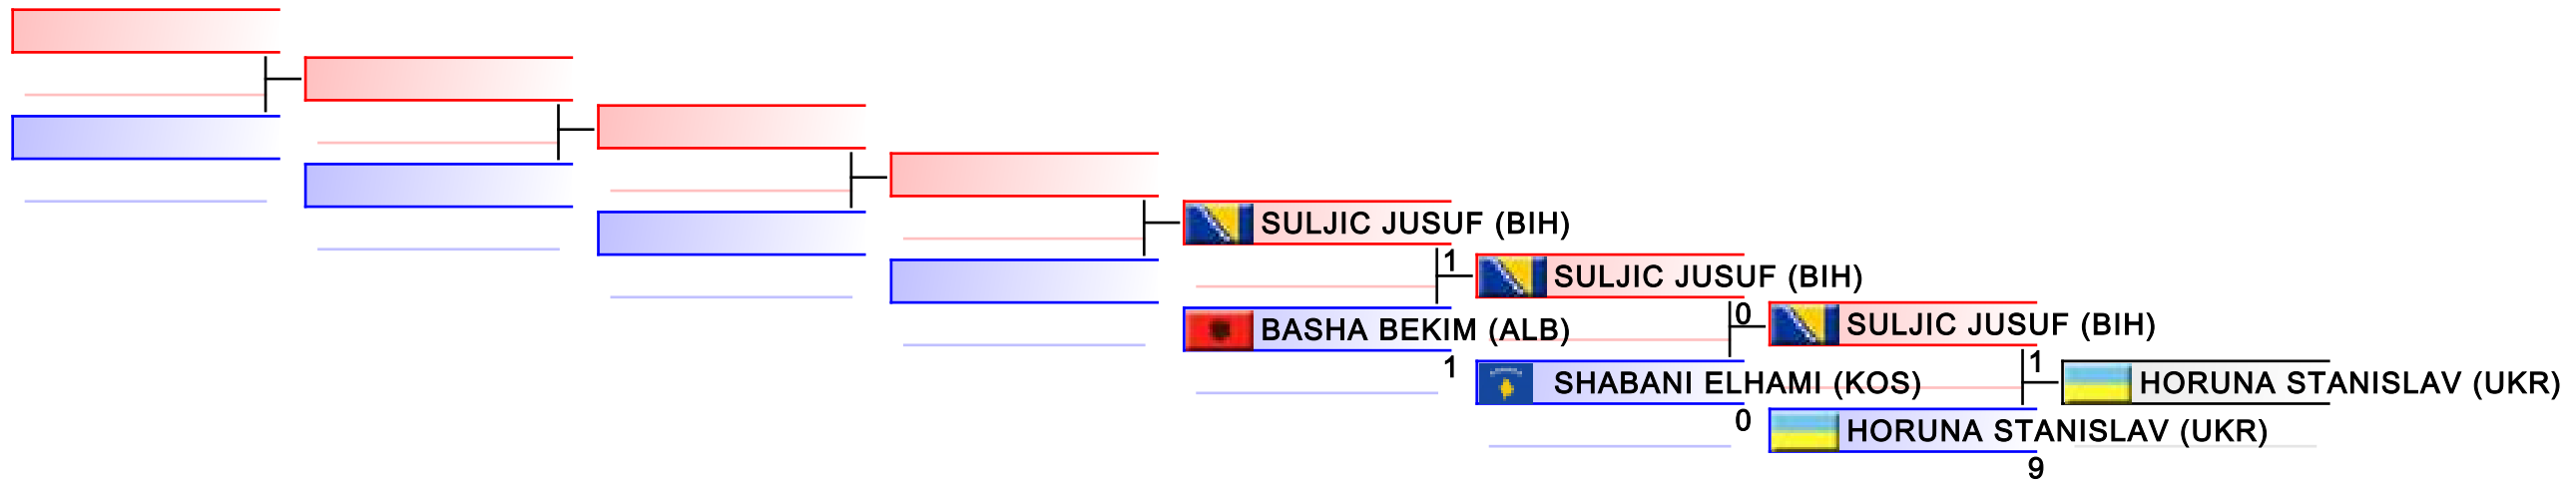 SULJIC JUSUF (BIH)
1
BASHA BEKIM (ALB)
1
SULJIC JUSUF (BIH)
0
SHABANI ELHAMI (KOS)
0
SULJIC JUSUF (BIH)
1
HORUNA STANISLAV (UKR)
9
HORUNA STANISLAV (UKR)